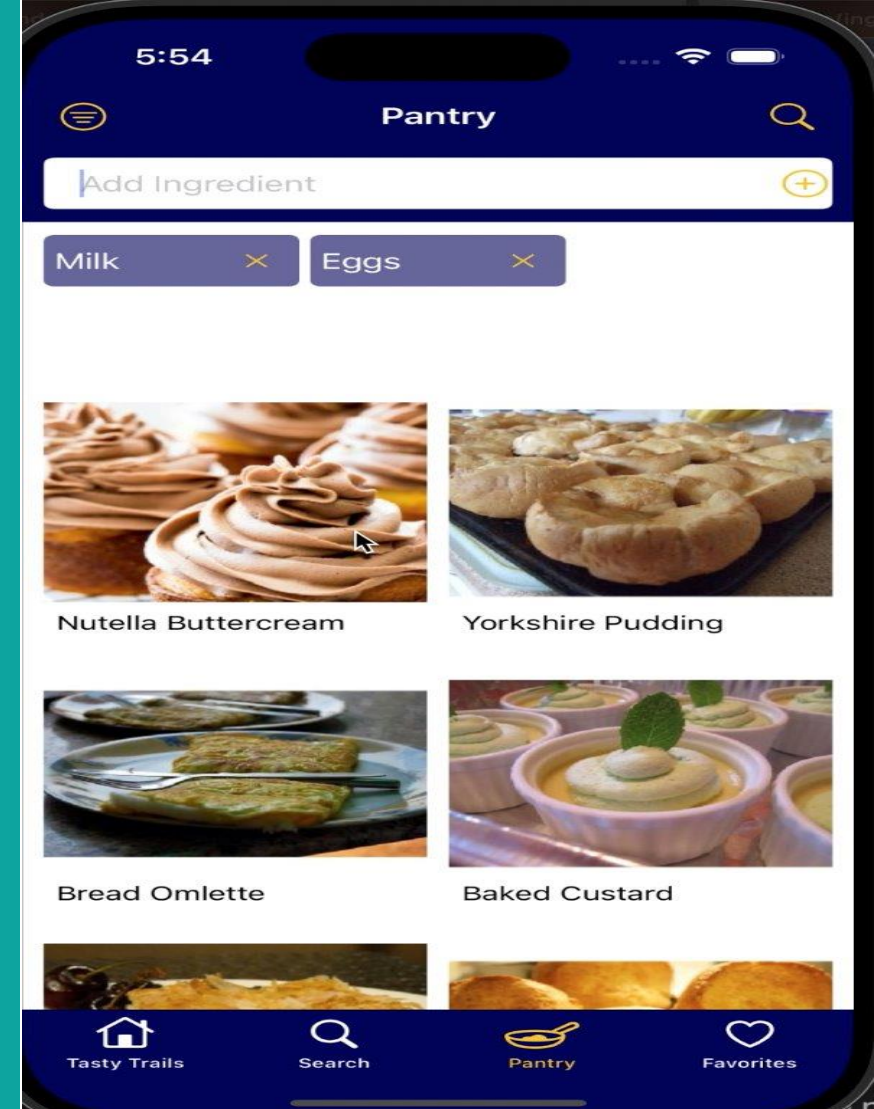 5:54
Pantry
Add Ingredient
Milk
Eggs
Nutella Buttercream
Yorkshire Pudding
Bread Omlette
Baked Custard
Tasty Trails
Search
Pantry
Favorites